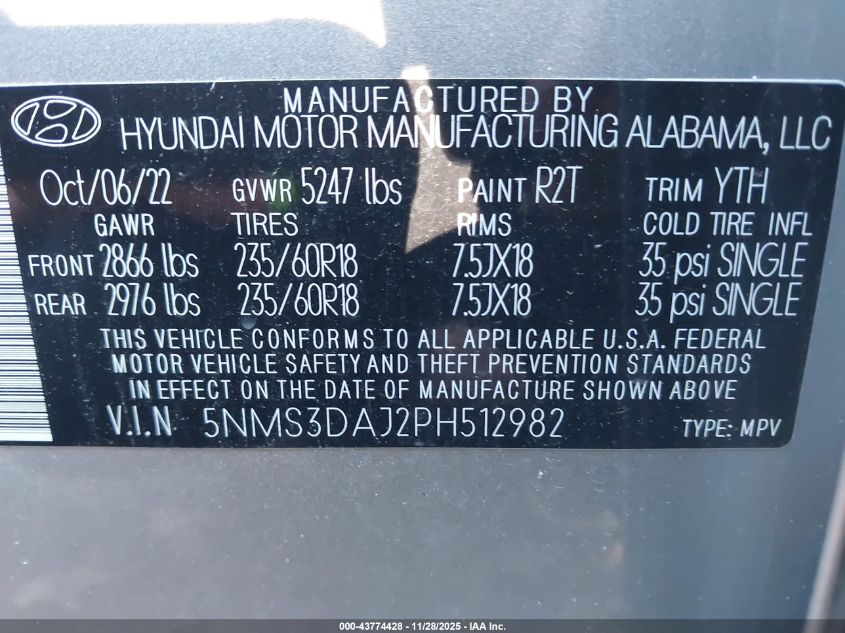 MANUFACTURED BY
HYUNDAI MOTOR MANUFACTURING ALABAMA, LLC
Oct/06/22 GVWR 5247 lbs PAINT R2T TRIM YTH
GAWR TIRES RIMS COLD TIRE INFL
FRONT 2866 lbs 235/60R18 7.5JX18 35 psi SINGLE
REAR 2976 lbs 235/60R18 7.5JX18 35 psi SINGLE
THIS VEHICLE CONFORMS TO ALL APPLICABLE U.S.A. FEDERAL
MOTOR VEHICLE SAFETY AND THEFT PREVENTION STANDARDS
IN EFFECT ON THE DATE OF MANUFACTURE SHOWN ABOVE
V.I.N 5NMS3DAJ2PH512982 TYPE: MPV
000-43774428 - 11/28/2025 - IAA Inc.